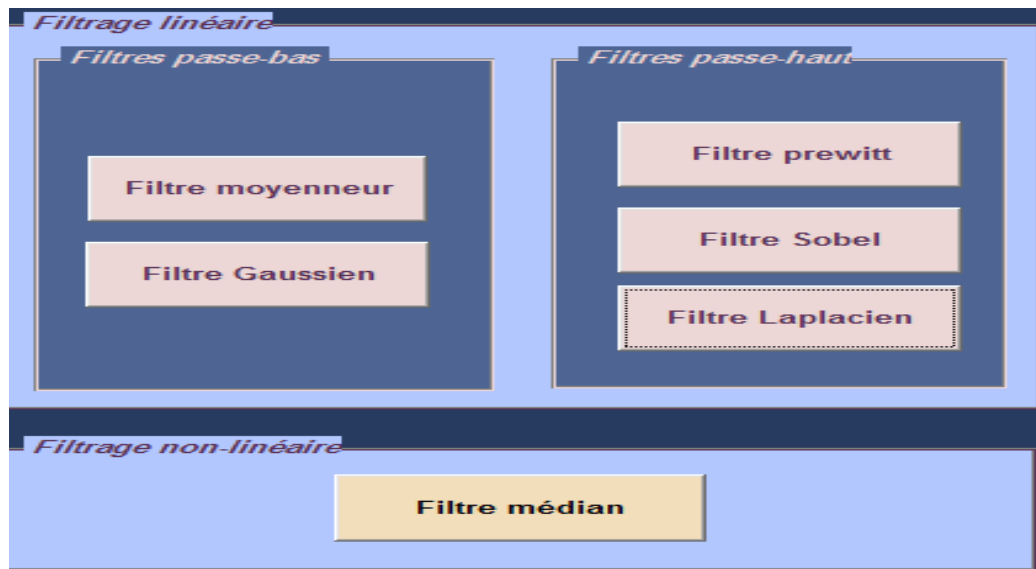 Filtrage linéaire
Filtres passe-bas
Filtre moyenneur
Filtre Gaussien
Filtres passe-haut
Filtre prewitt
Filtre Sobel
Filtre Laplacien
Filtrage non-linéaire
Filtre médian